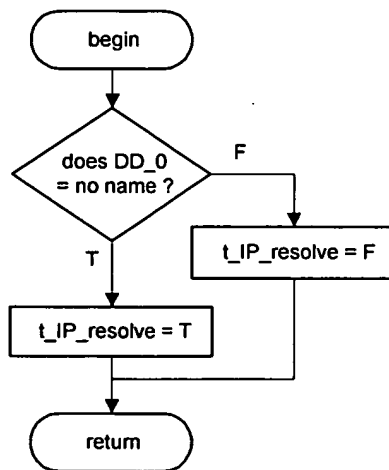 begin
does DD_0
= no name ?
F
T
t_IP_resolve = F
t_IP_resolve = T
return